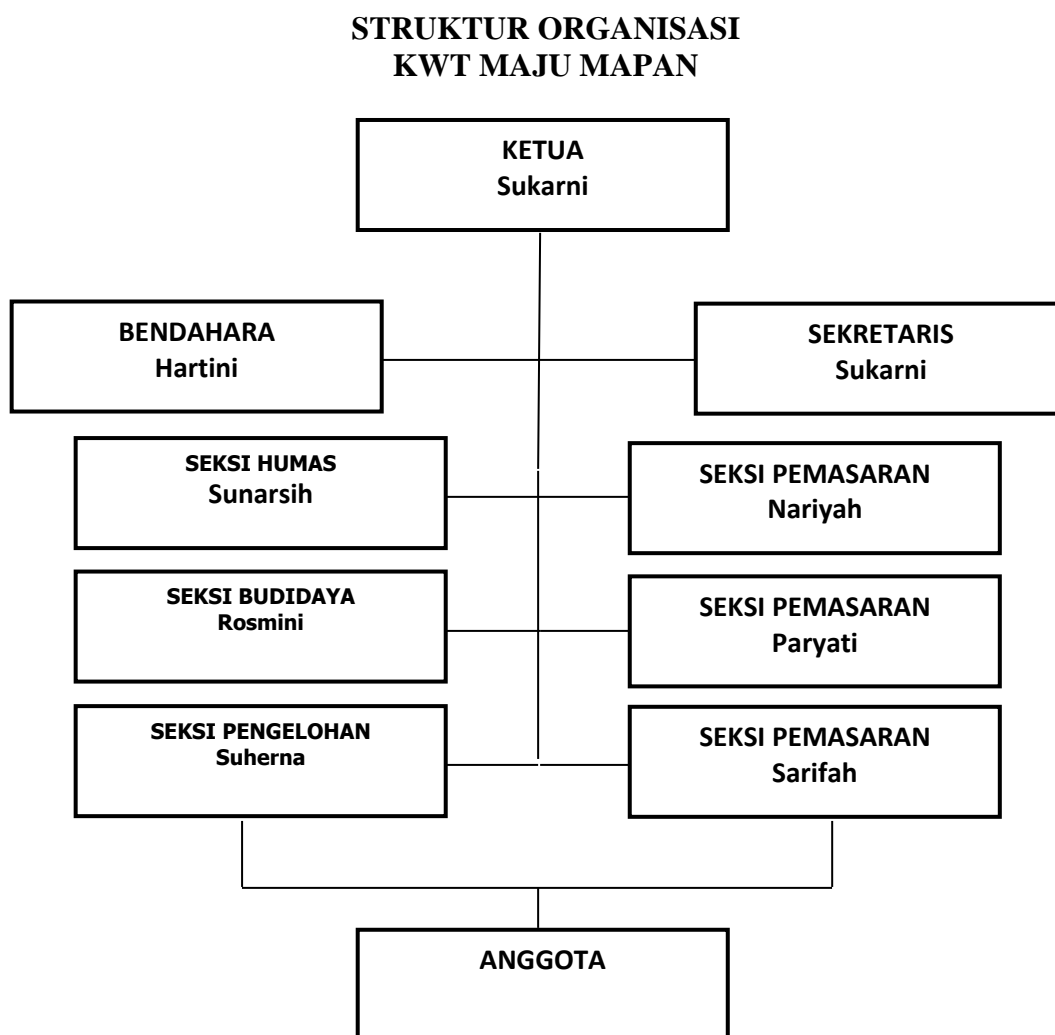 STRUKTUR ORGANISASI
KWT MAJU MAPAN
KETUA
Sukarni
BENDAHARA
Hartini
SEKRETARIS
Sukarni
SEKSI HUMAS
Sunarsih
SEKSI PEMASARAN
Nariyah
SEKSI BUDIDAYA
Rosmini
SEKSI PEMASARAN
Paryati
SEKSI PENGELOHAN
Suherna
SEKSI PEMASARAN
Sarifah
ANGGOTA